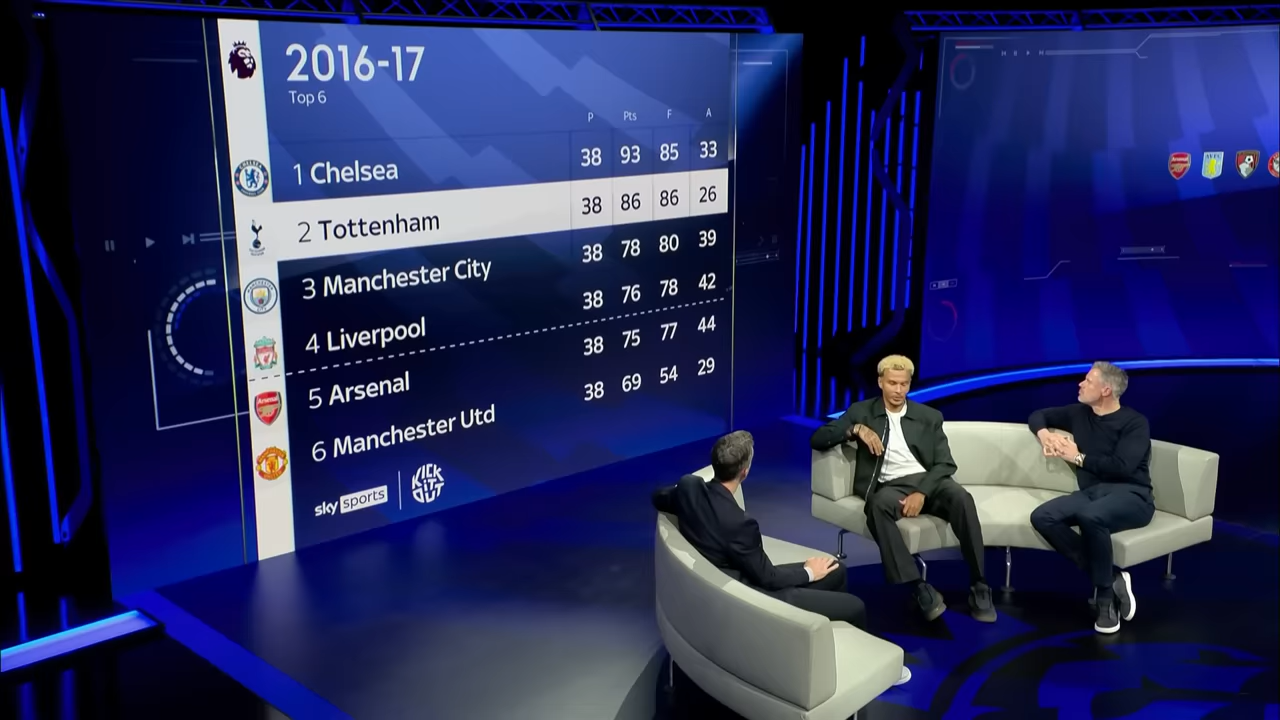 2016-17
Top 6
P Pts F A
1 Chelsea 38 93 85 33
2 Tottenham 38 86 86 26
3 Manchester City 38 78 80 39
4 Liverpool 38 76 78 42
5 Arsenal 38 75 77 44
6 Manchester Utd 38 69 54 29
sky sports KICK IT OUT